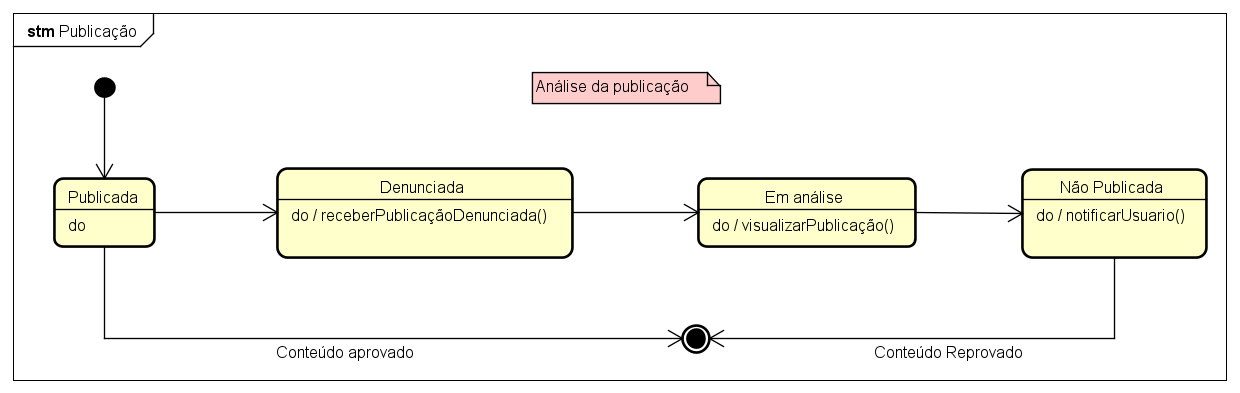 stm Publicação
Análise da publicação
Publicada
do
Denunciada
do / receberPublicaçãoDenunciada()
Em análise
do / visualizarPublicação()
Não Publicada
do / notificarUsuario()
Conteúdo aprovado
Conteúdo Reprovado